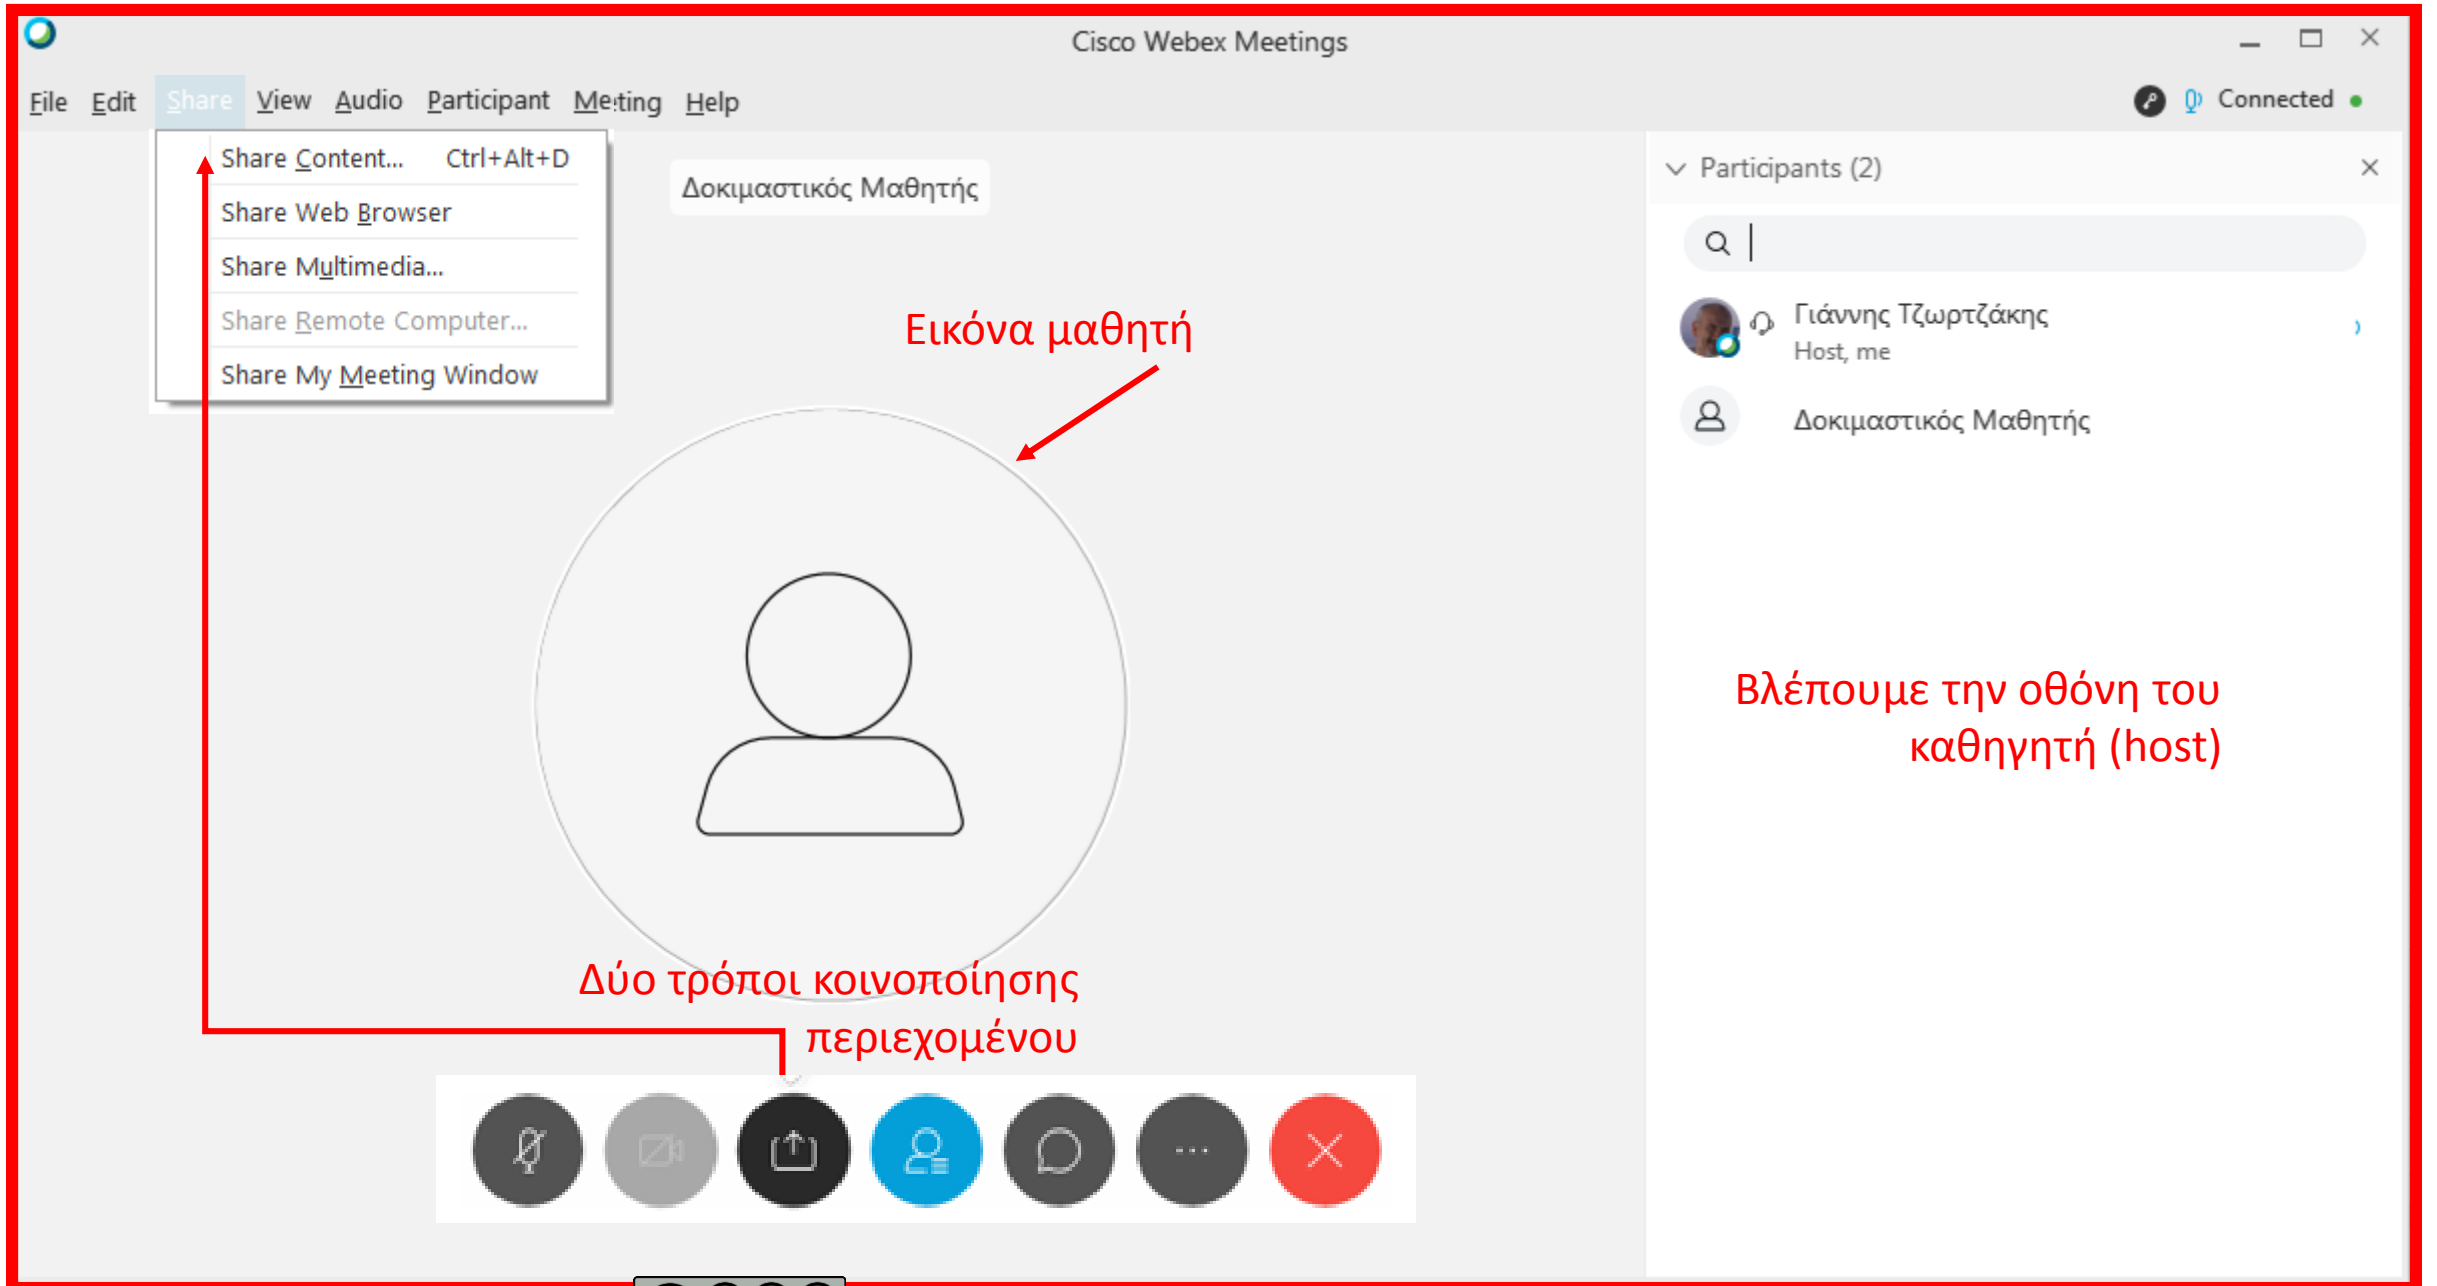 Cisco Webex Meetings
File Edit Share View Audio Participant Meeting Help
Connected
Share Content... Ctrl+Alt+D
Share Web Browser
Share Multimedia...
Share Remote Computer...
Share My Meeting Window
Δοκιμαστικός Μαθητής
Εικόνα μαθητή
Δύο τρόποι κοινοποίησης
περιεχομένου
Participants (2)
Γιάννης Τζωρτζάκης
Host, me
Δοκιμαστικός Μαθητής
Βλέπουμε την οθόνη του
καθηγητή (host)